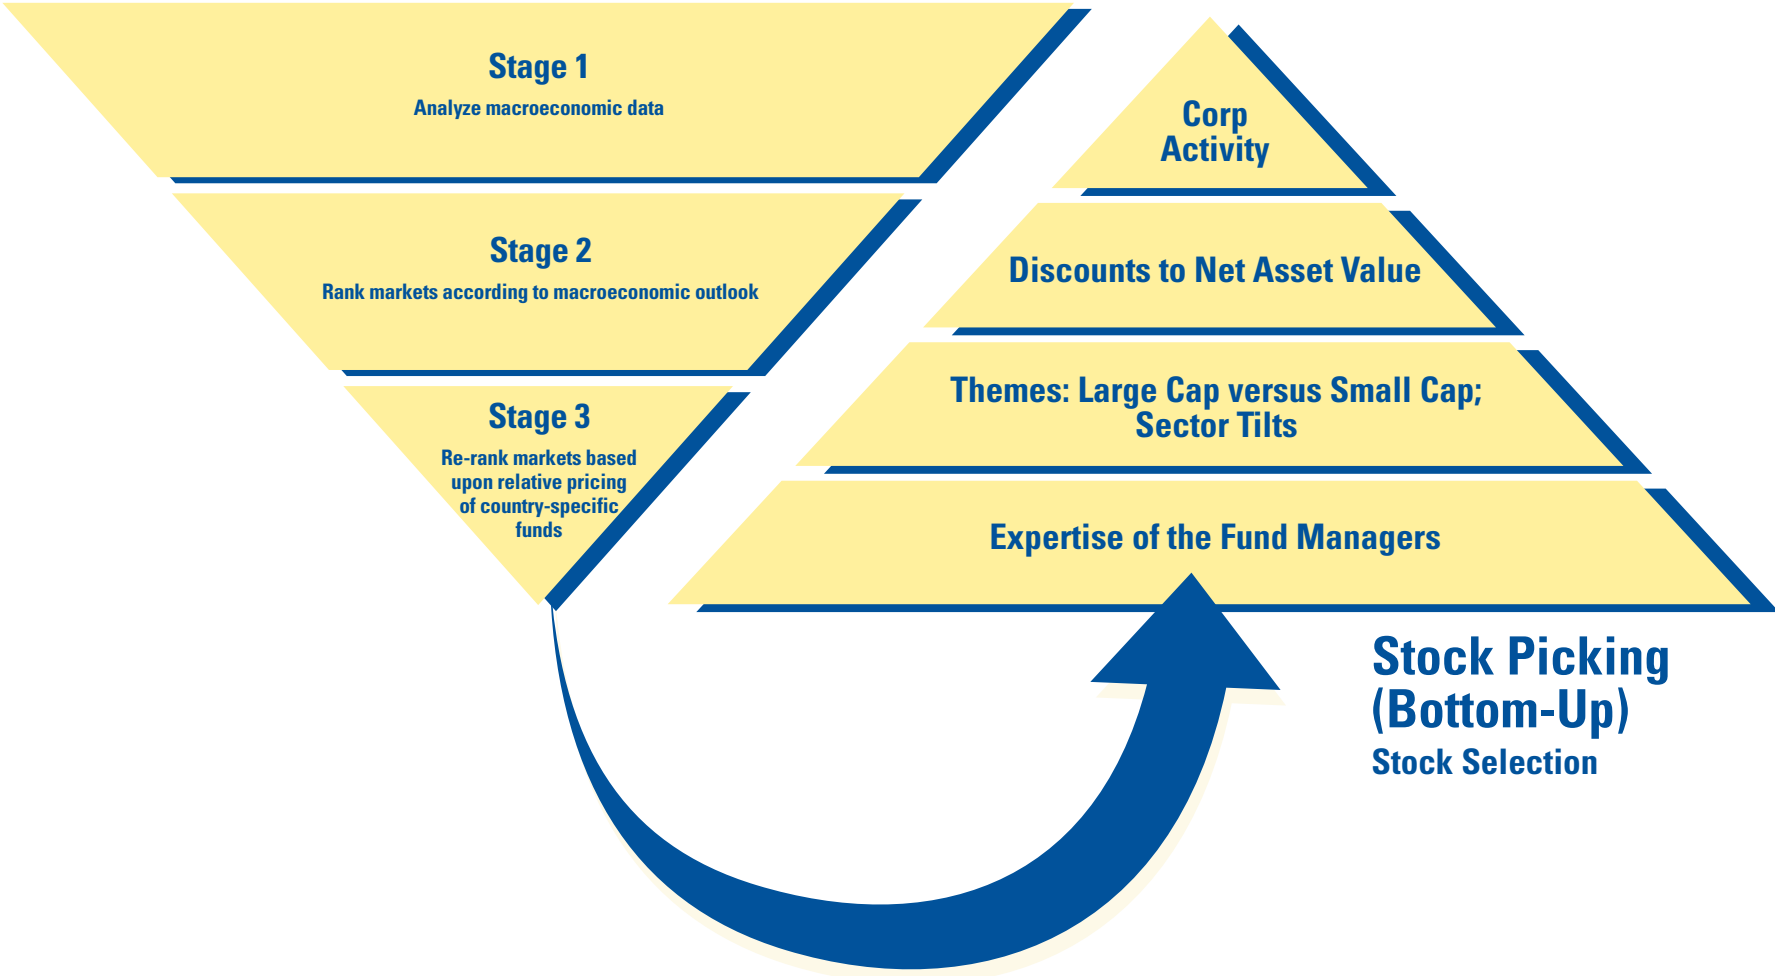 Stage 1
Analyze macroeconomic data
Stage 2
Rank markets according to macroeconomic outlook
Stage 3
Re-rank markets based
upon relative pricing
of country-specific
funds
Corp
Activity
Discounts to Net Asset Value
Themes: Large Cap versus Small Cap;
Sector Tilts
Expertise of the Fund Managers
Stock Picking
(Bottom-Up)
Stock Selection